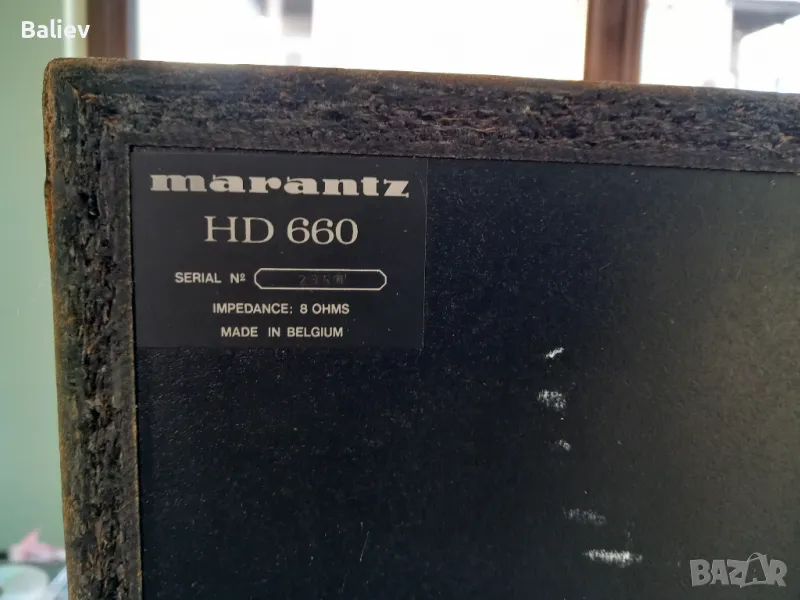 Baliev
marantz
HD 660
SERIAL Nº
IMPEDANCE: 8 OHMS
MADE IN BELGIUM
BAZAR